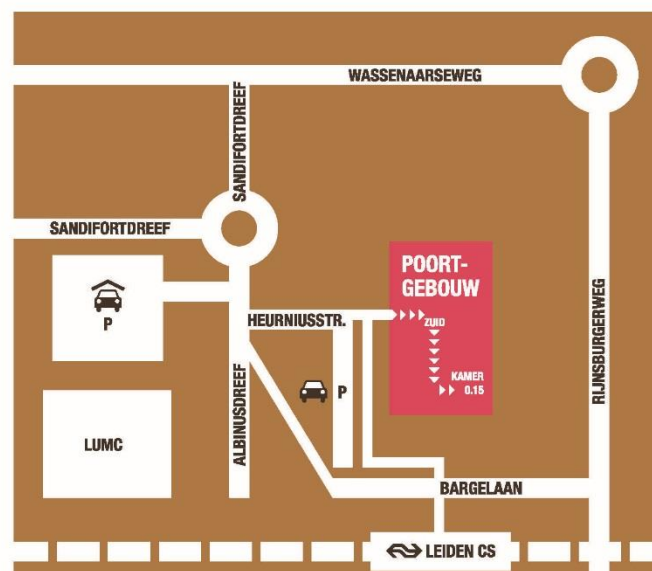 WASSENAARSEWEG
SANDIFORTDREEF
SANDIFORTDREEF
POORT-
GEBOUW
P
HEURNIUSSTR.
ZUID
RIJNSBURGERWEG
KAMER
0.15
P
ALBINUSDREEF
LUMC
BARGELAAN
LEIDEN CS